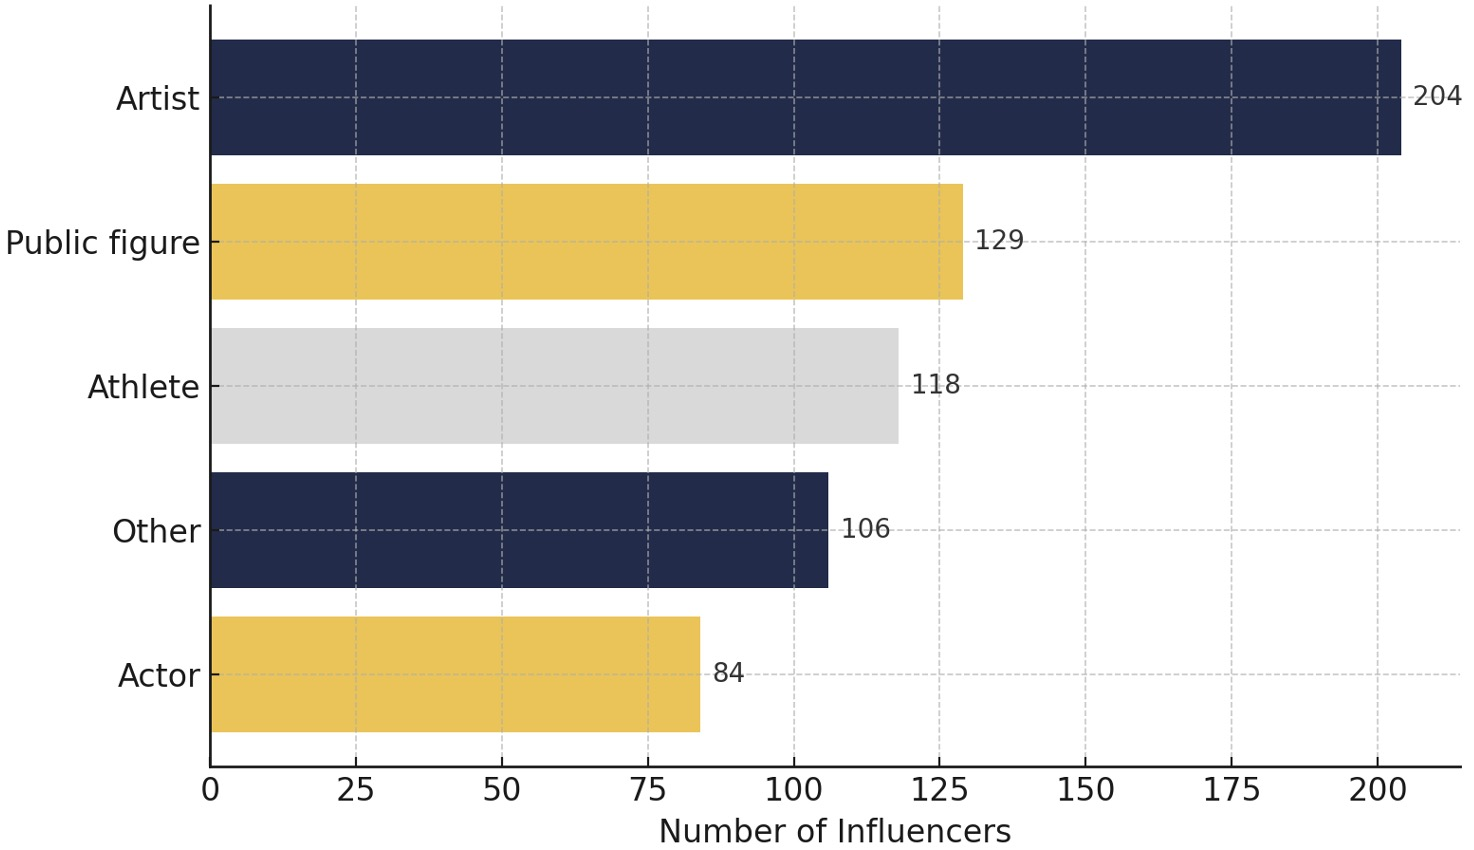 Artist 204
Public figure 129
Athlete 118
Other 106
Actor 84
0 25 50 75 100 125 150 175 200
Number of Influencers